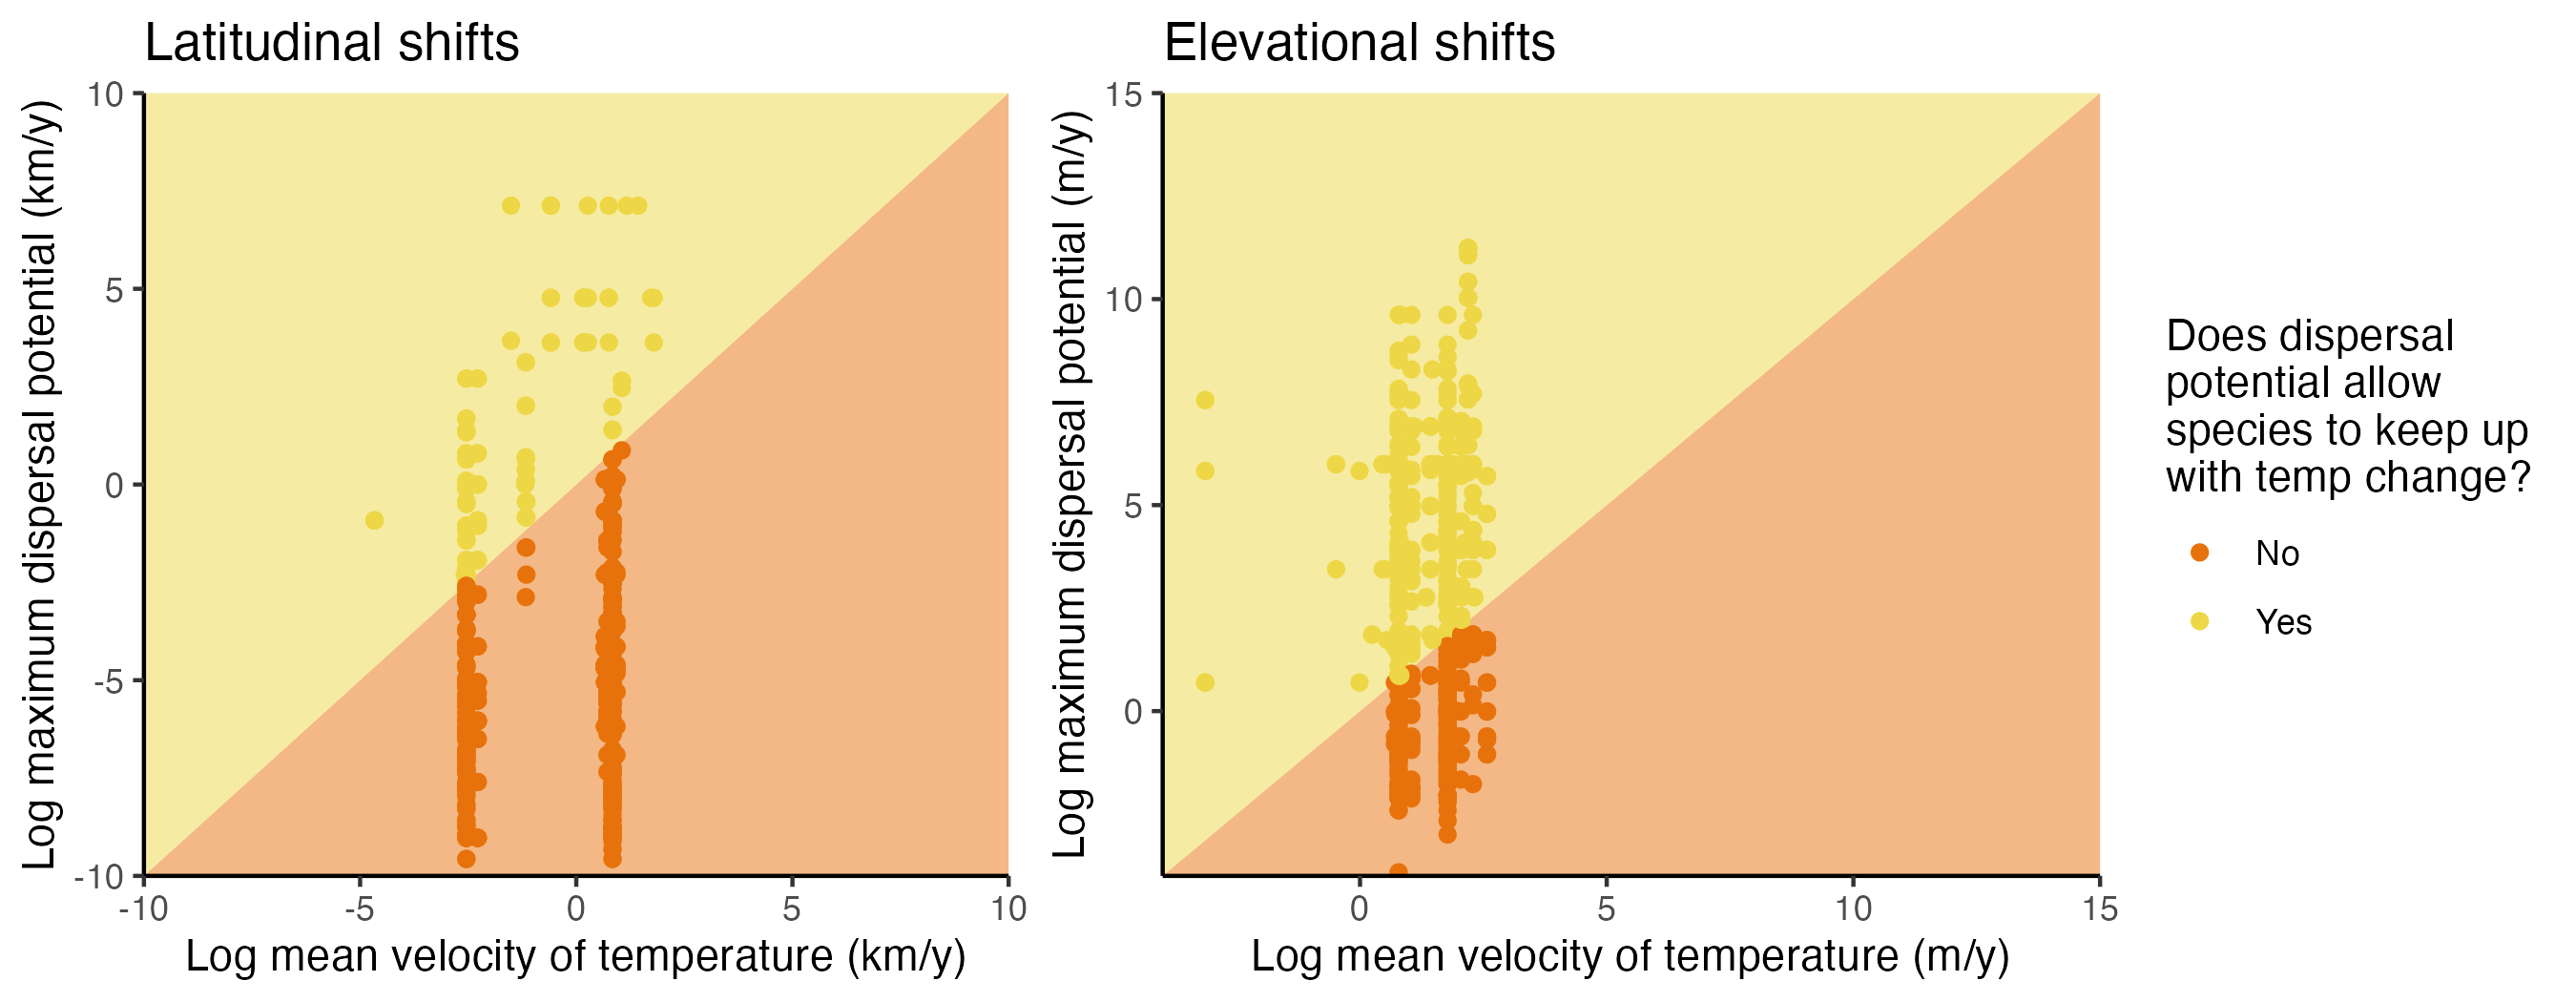 Latitudinal shifts
Log maximum dispersal potential (km/y)
10
5
0
-5
-10
-10
-5
0
5
10
Log mean velocity of temperature (km/y)
Elevational shifts
Log maximum dispersal potential (m/y)
15
10
5
0
0
5
10
15
Log mean velocity of temperature (m/y)
Does dispersal
potential allow
species to keep up
with temp change?
No
Yes